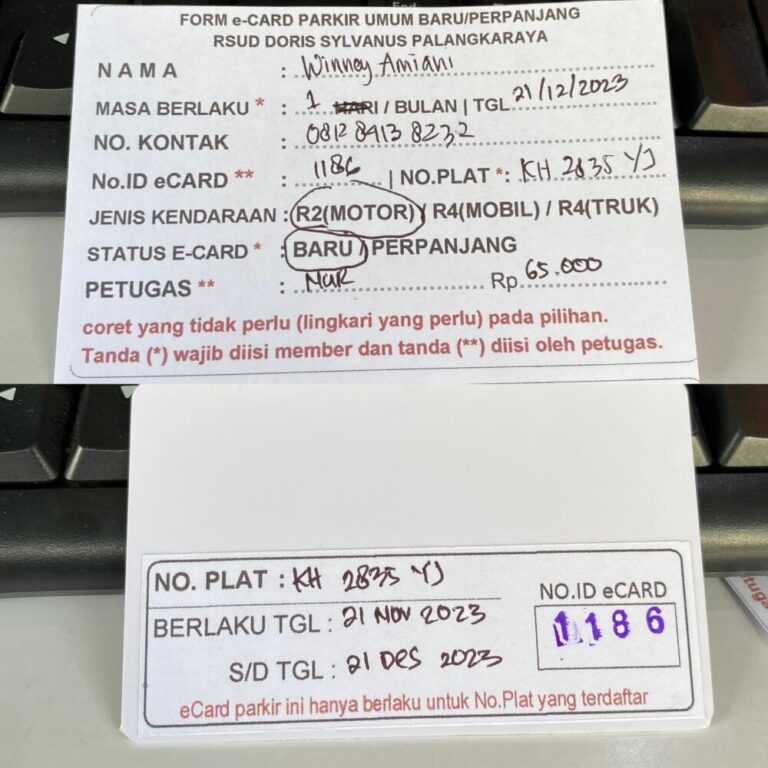 FORM e-CARD PARKIR UMUM BARU/PERPANJANG
RSUD DORIS SYLVANUS PALANGKARAYA
N A M A : Winney Amiani
MASA BERLAKU * : 1 HARI / BULAN | TGL 21/12/2023
NO. KONTAK : 0812 8413 8232
No.ID eCARD ** : 1186 | NO.PLAT *: KH 2835 YJ
JENIS KENDARAAN : R2(MOTOR) / R4(MOBIL) / R4(TRUK)
STATUS E-CARD * : BARU / PERPANJANG
PETUGAS ** : NUR Rp 65.000
coret yang tidak perlu (lingkari yang perlu) pada pilihan.
Tanda (*) wajib diisi member dan tanda (**) diisi oleh petugas.
NO. PLAT : KH 2835 YJ
BERLAKU TGL : 21 NOV 2023
S/D TGL : 21 DES 2023
NO.ID eCARD
1186
eCard parkir ini hanya berlaku untuk No.Plat yang terdaftar